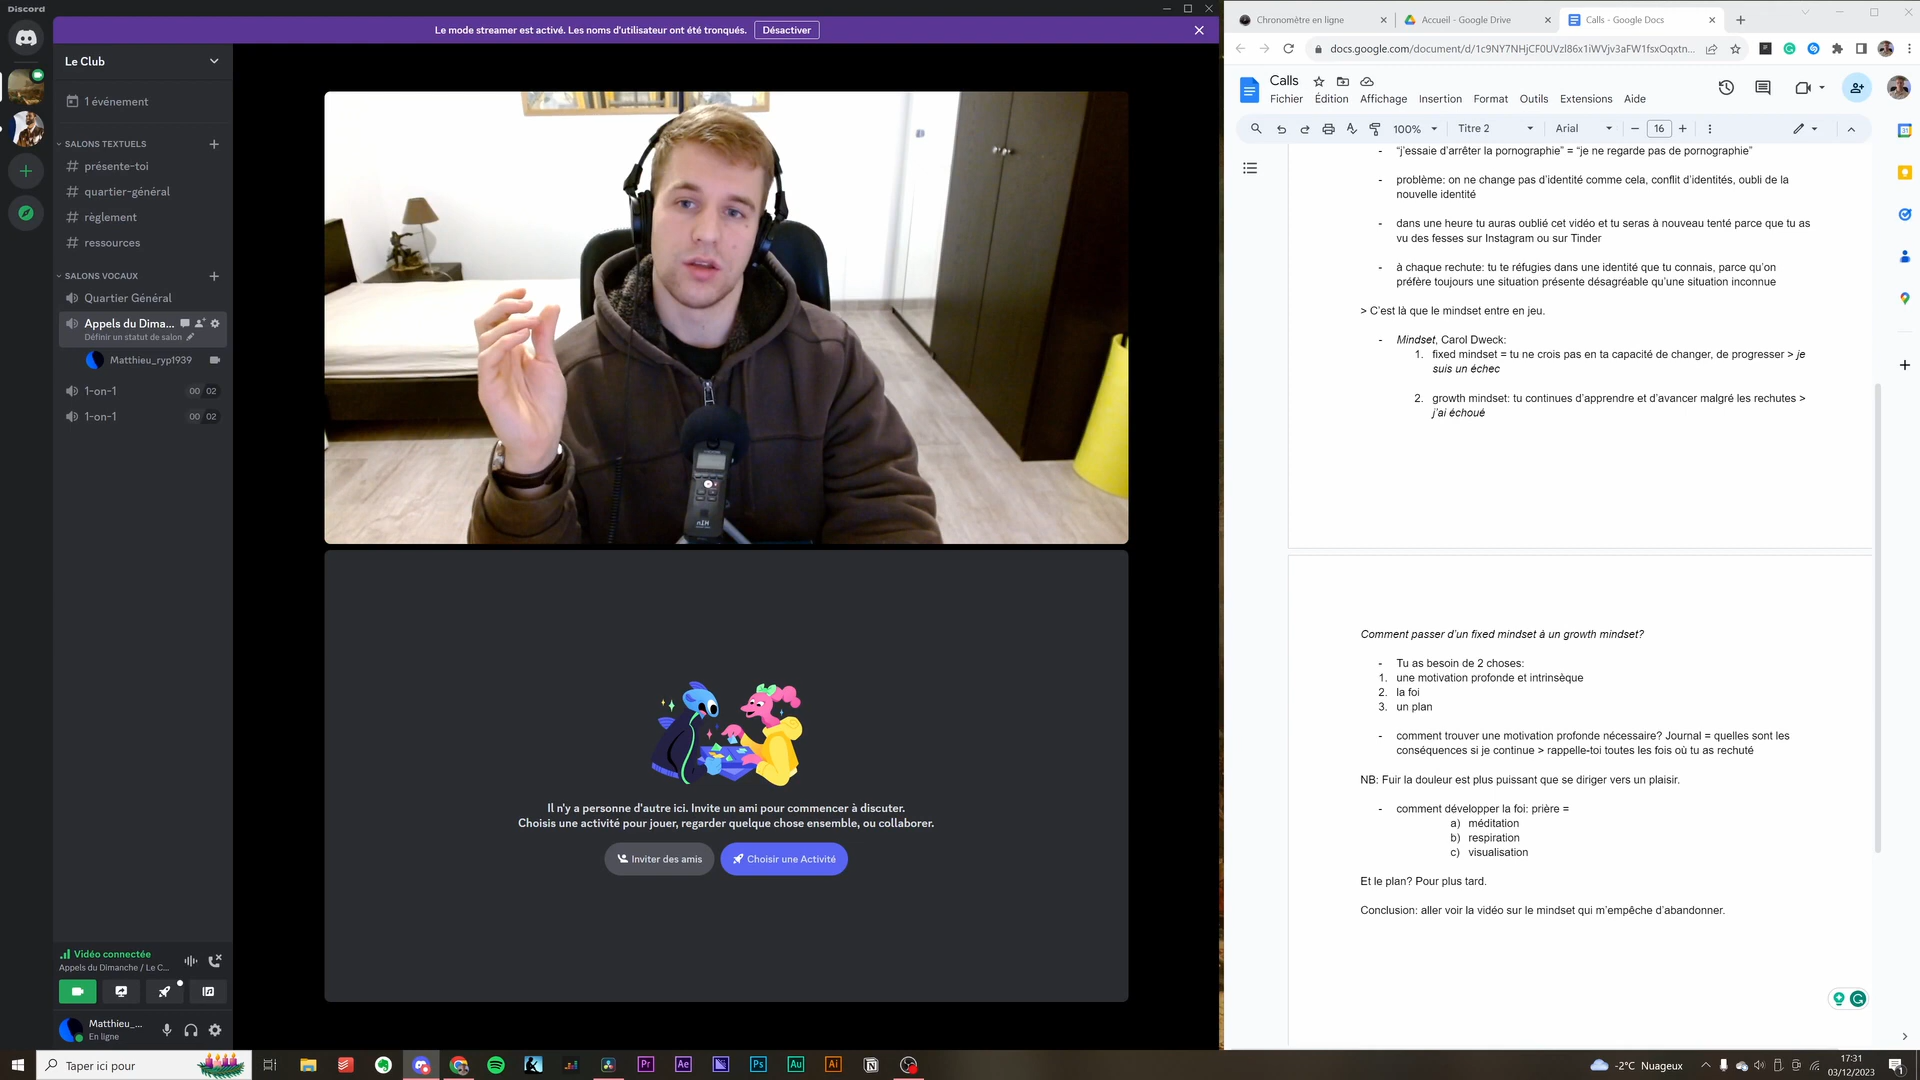 Discord
Le mode streamer est activé. Les noms d'utilisateur ont été tronqués.
Désactiver
Le Club
1 événement
SALONS TEXTUELS
présente-toi
quartier-général
règlement
ressources
SALONS VOCAUX
Quartier Général
Appels du Dima...
Définir un statut de salon
Matthieu_ryp1939
1-on-1 00 02
1-on-1 00 02
Il n'y a personne d'autre ici. Invite un ami pour commencer à discuter.
Choisis une activité pour jouer, regarder quelque chose ensemble, ou collaborer.
Inviter des amis
Choisir une Activité
Vidéo connectée
Appels du Dimanche / Le C...
Matthieu_...
En ligne
Chronomètre en ligne
Accueil - Google Drive
Calls - Google Docs
docs.google.com/document/d/1c9NY7NHjCF0UVzl86x1iWVjv3aFW1fsxOqxtn...
Calls
Fichier Édition Affichage Insertion Format Outils Extensions Aide
100% Titre 2 Arial 16
- "j'essaie d'arrêter la pornographie" = "je ne regarde pas de pornographie"
- problème: on ne change pas d'identité comme cela, conflit d'identités, oubli de la
nouvelle identité
- dans une heure tu auras oublié cet vidéo et tu seras à nouveau tenté parce que tu as
vu des fesses sur Instagram ou sur Tinder
- à chaque rechute: tu te réfugies dans une identité que tu connais, parce qu'on
préfère toujours une situation présente désagréable qu'une situation inconnue
> C'est là que le mindset entre en jeu.
- Mindset, Carol Dweck:
1. fixed mindset = tu ne crois pas en ta capacité de changer, de progresser > je
suis un échec
2. growth mindset: tu continues d'apprendre et d'avancer malgré les rechutes >
j'ai échoué
Comment passer d'un fixed mindset à un growth mindset?
- Tu as besoin de 2 choses:
1. une motivation profonde et intrinsèque
2. la foi
3. un plan
- comment trouver une motivation profonde nécessaire? Journal = quelles sont les
conséquences si je continue > rappelle-toi toutes les fois où tu as rechuté
NB: Fuir la douleur est plus puissant que se diriger vers un plaisir.
- comment développer la foi: prière =
a) méditation
b) respiration
c) visualisation
Et le plan? Pour plus tard.
Conclusion: aller voir la vidéo sur le mindset qui m'empêche d'abandonner.
Taper ici pour
Pr
Ae
Ps
Au
Ai
-2°C Nuageux
17:31
03/12/2023